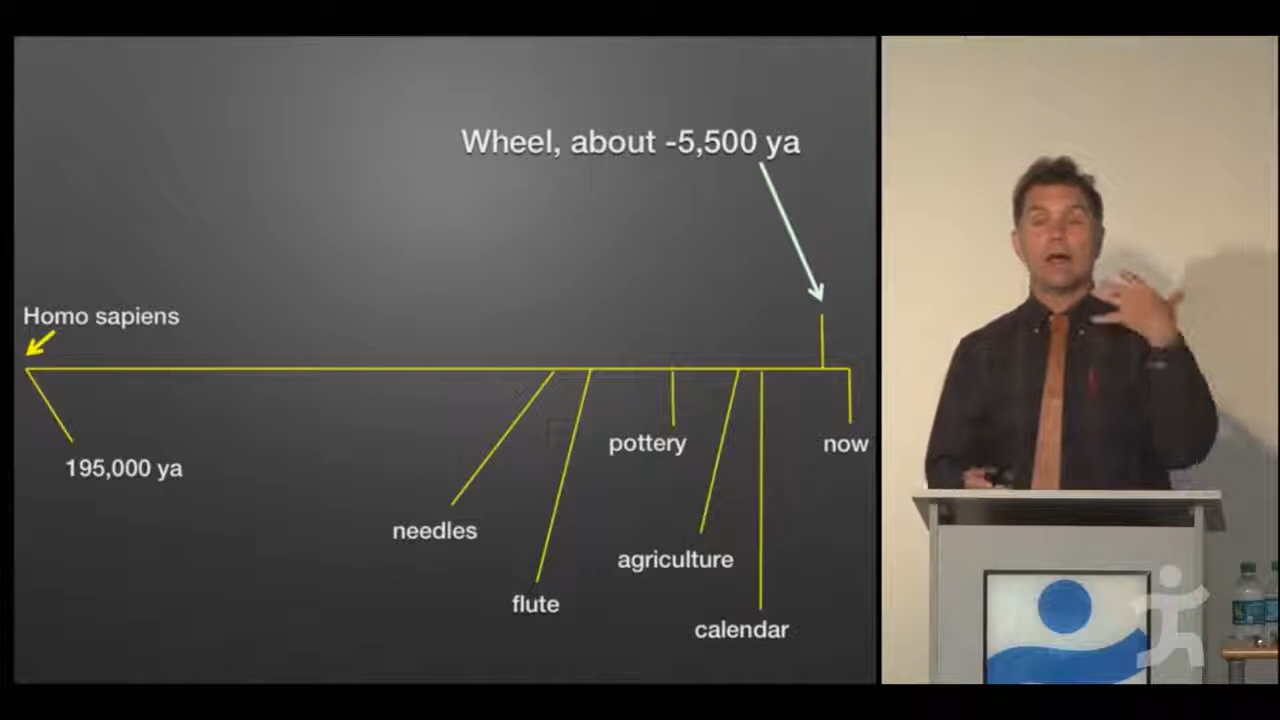 Wheel, about -5,500 ya
Homo sapiens
195,000 ya
needles
flute
pottery
agriculture
calendar
now